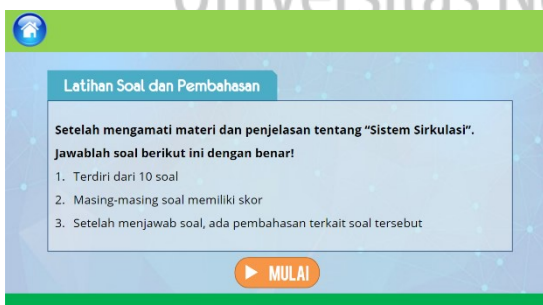 Universitas Ne
Latihan Soal dan Pembahasan
Setelah mengamati materi dan penjelasan tentang “Sistem Sirkulasi”.
Jawablah soal berikut ini dengan benar!
1. Terdiri dari 10 soal
2. Masing-masing soal memiliki skor
3. Setelah menjawab soal, ada pembahasan terkait soal tersebut
MULAI